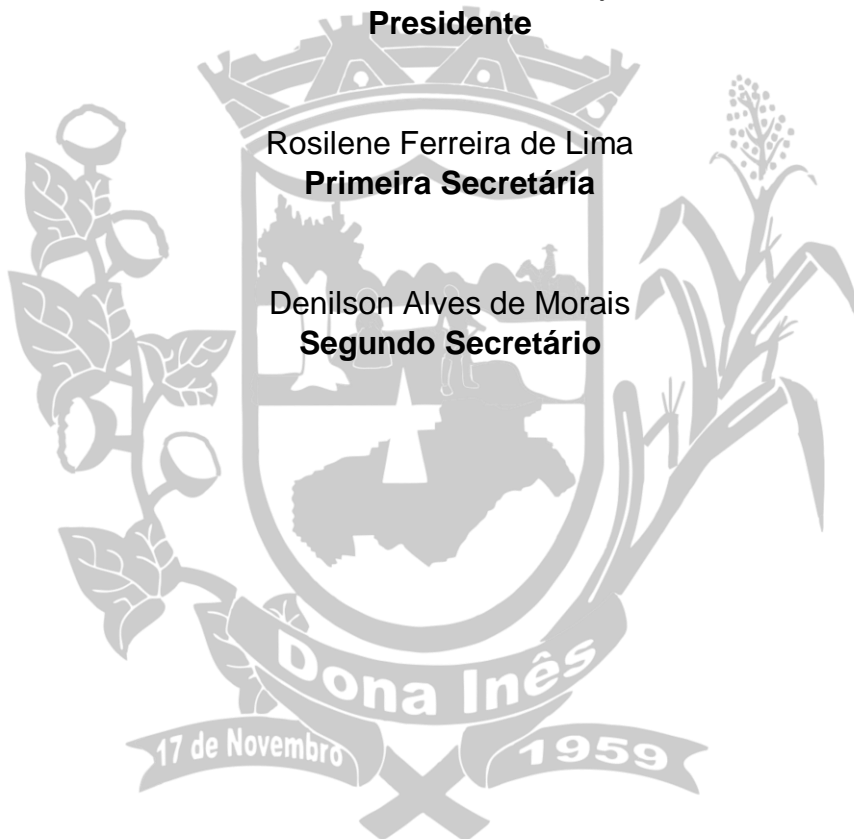 Presidente
Rosilene Ferreira de Lima
Primeira Secretária
Denilson Alves de Morais
Segundo Secretário
Dona Inês
17 de Novembro
1959